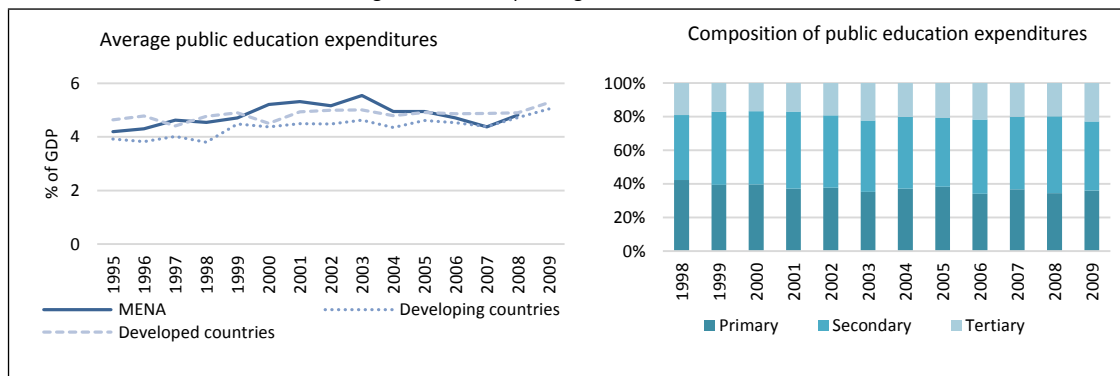 Average public education expenditures
% of GDP
6
4
2
0
1995 1996 1997 1998 1999 2000 2001 2002 2003 2004 2005 2006 2007 2008 2009
MENA Developing countries
Developed countries
Composition of public education expenditures
100%
80%
60%
40%
20%
0%
1998 1999 2000 2001 2002 2003 2004 2005 2006 2007 2008 2009
Primary Secondary Tertiary